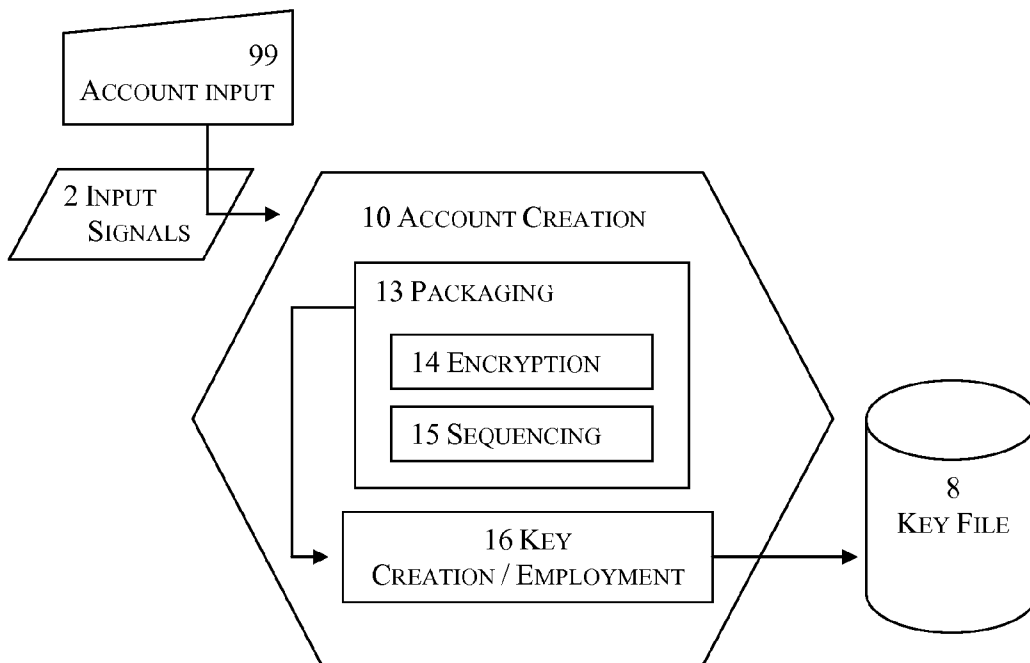 99
ACCOUNT INPUT
2 INPUT
SIGNALS
10 ACCOUNT CREATION
13 PACKAGING
14 ENCRYPTION
15 SEQUENCING
16 KEY
CREATION / EMPLOYMENT
8
KEY FILE